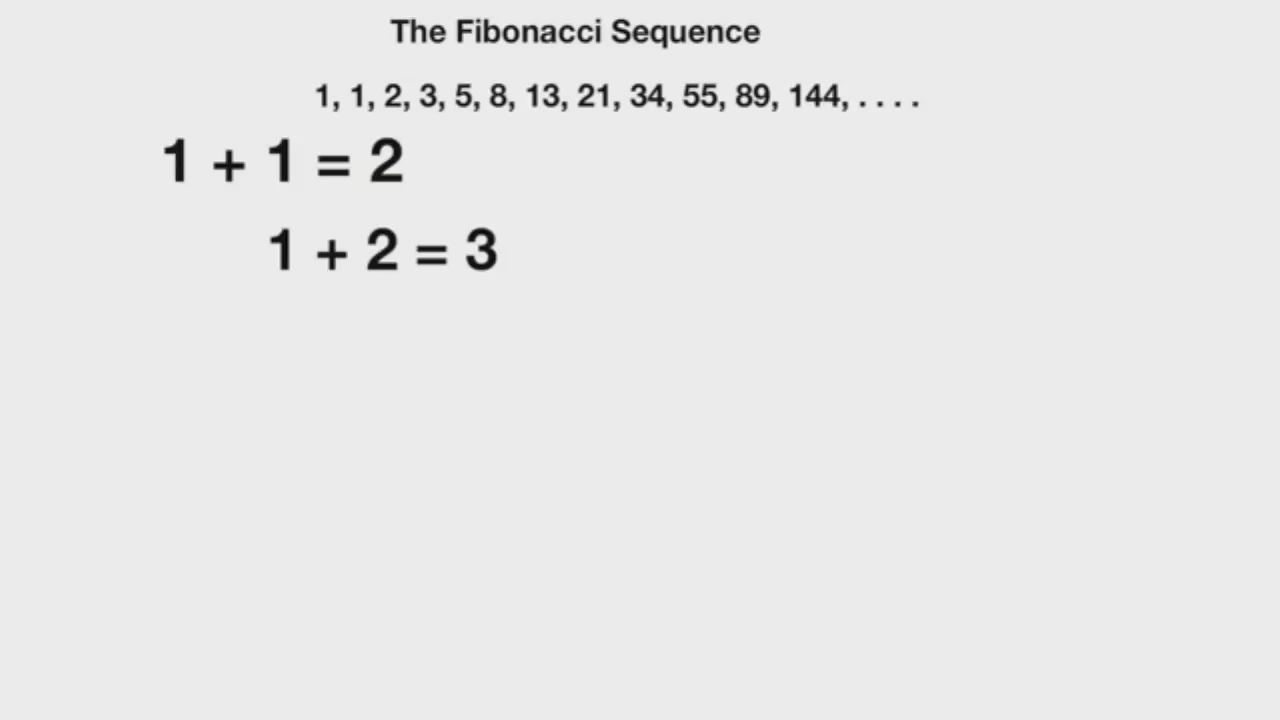 The Fibonacci Sequence
1, 1, 2, 3, 5, 8, 13, 21, 34, 55, 89, 144, . . . .
1 + 1 = 2
1 + 2 = 3